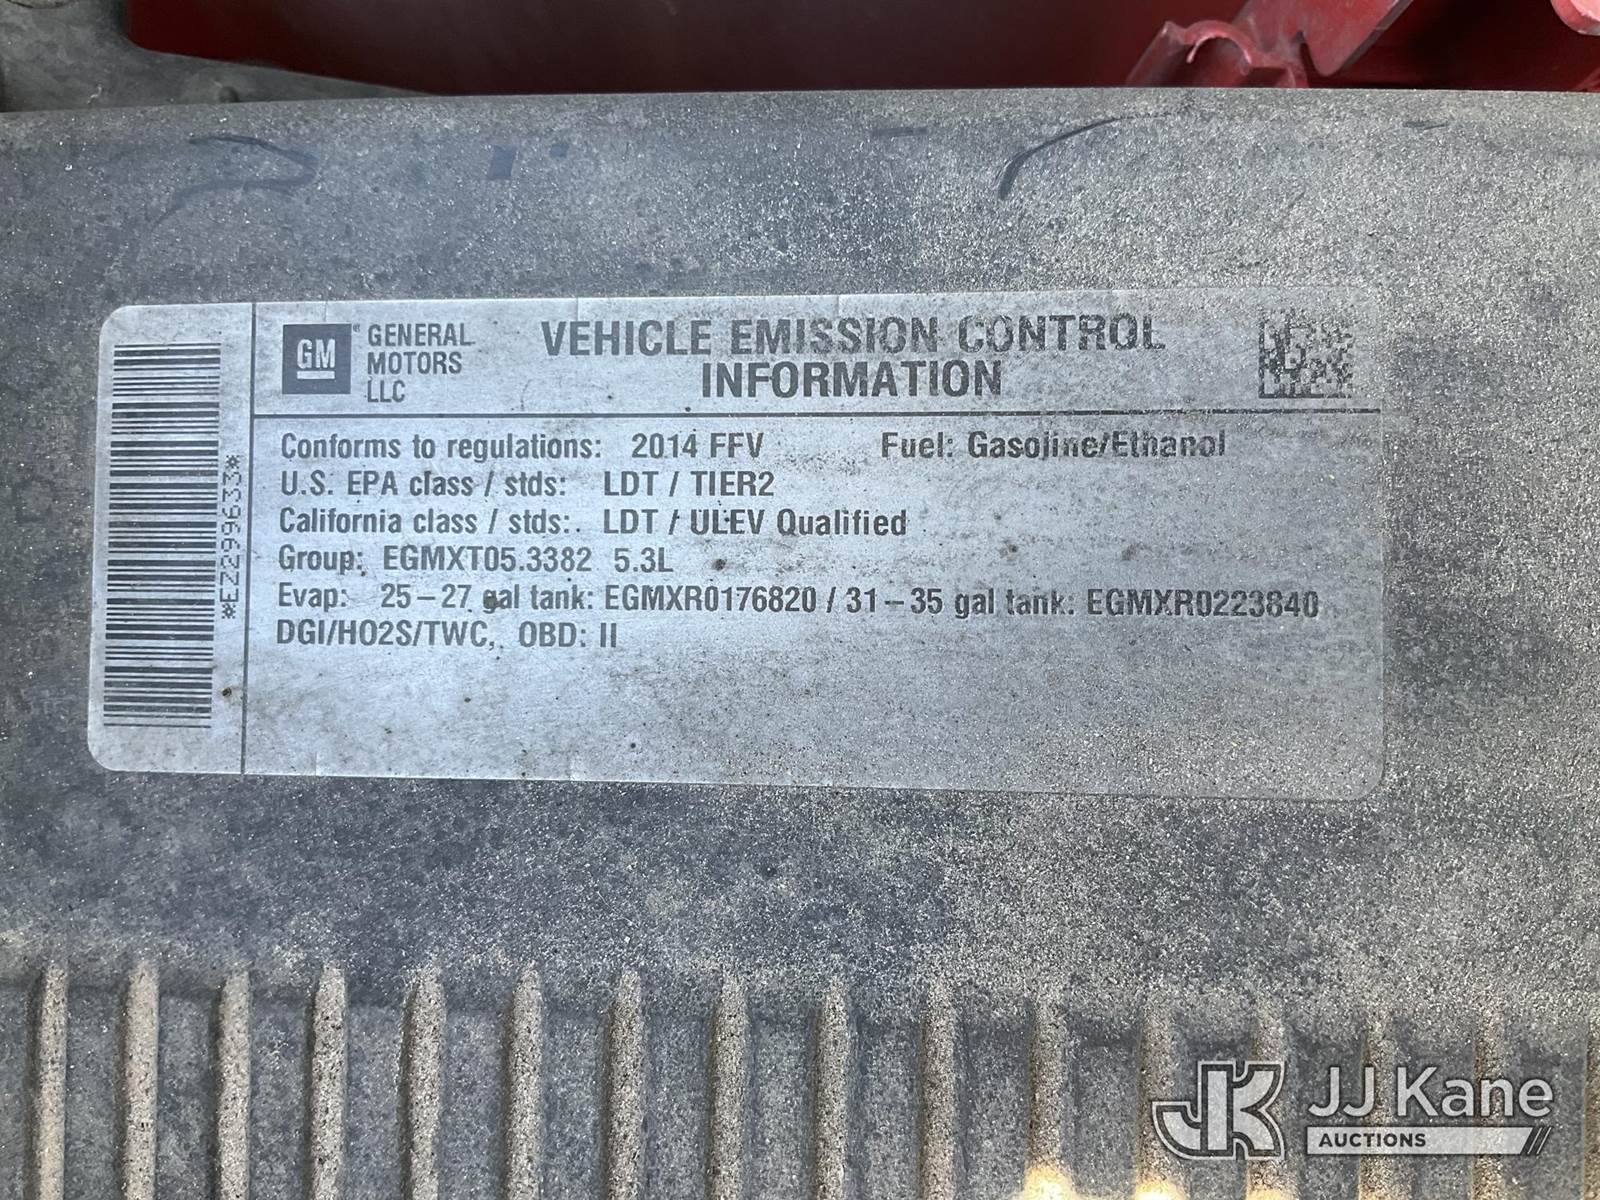 GM GENERAL MOTORS LLC
VEHICLE EMISSION CONTROL
INFORMATION
Conforms to regulations: 2014 FFV Fuel: Gasoline/Ethanol
U.S. EPA class / stds: LDT / TIER2
California class / stds: LDT / ULEV Qualified
Group: EGMXT05.3382 5.3L
Evap: 25-27 gal tank: EGMXR0176820 / 31-35 gal tank: EGMXR0223840
DGI/HO2S/TWC, OBD: II
*EZ299633*
JK JJ Kane
AUCTIONS